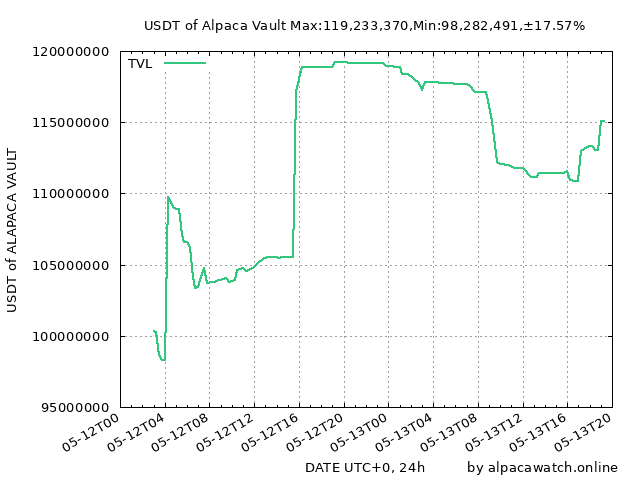 USDT of Alpaca Vault Max:119,233,370,Min:98,282,491,±17.57%
TVL
120000000
115000000
110000000
105000000
100000000
95000000
USDT of ALAPACA VAULT
05-12T00
05-12T04
05-12T08
05-12T12
05-12T16
05-12T20
05-13T00
05-13T04
05-13T08
05-13T12
05-13T16
05-13T20
DATE UTC+0, 24h
by alpacawatch.online